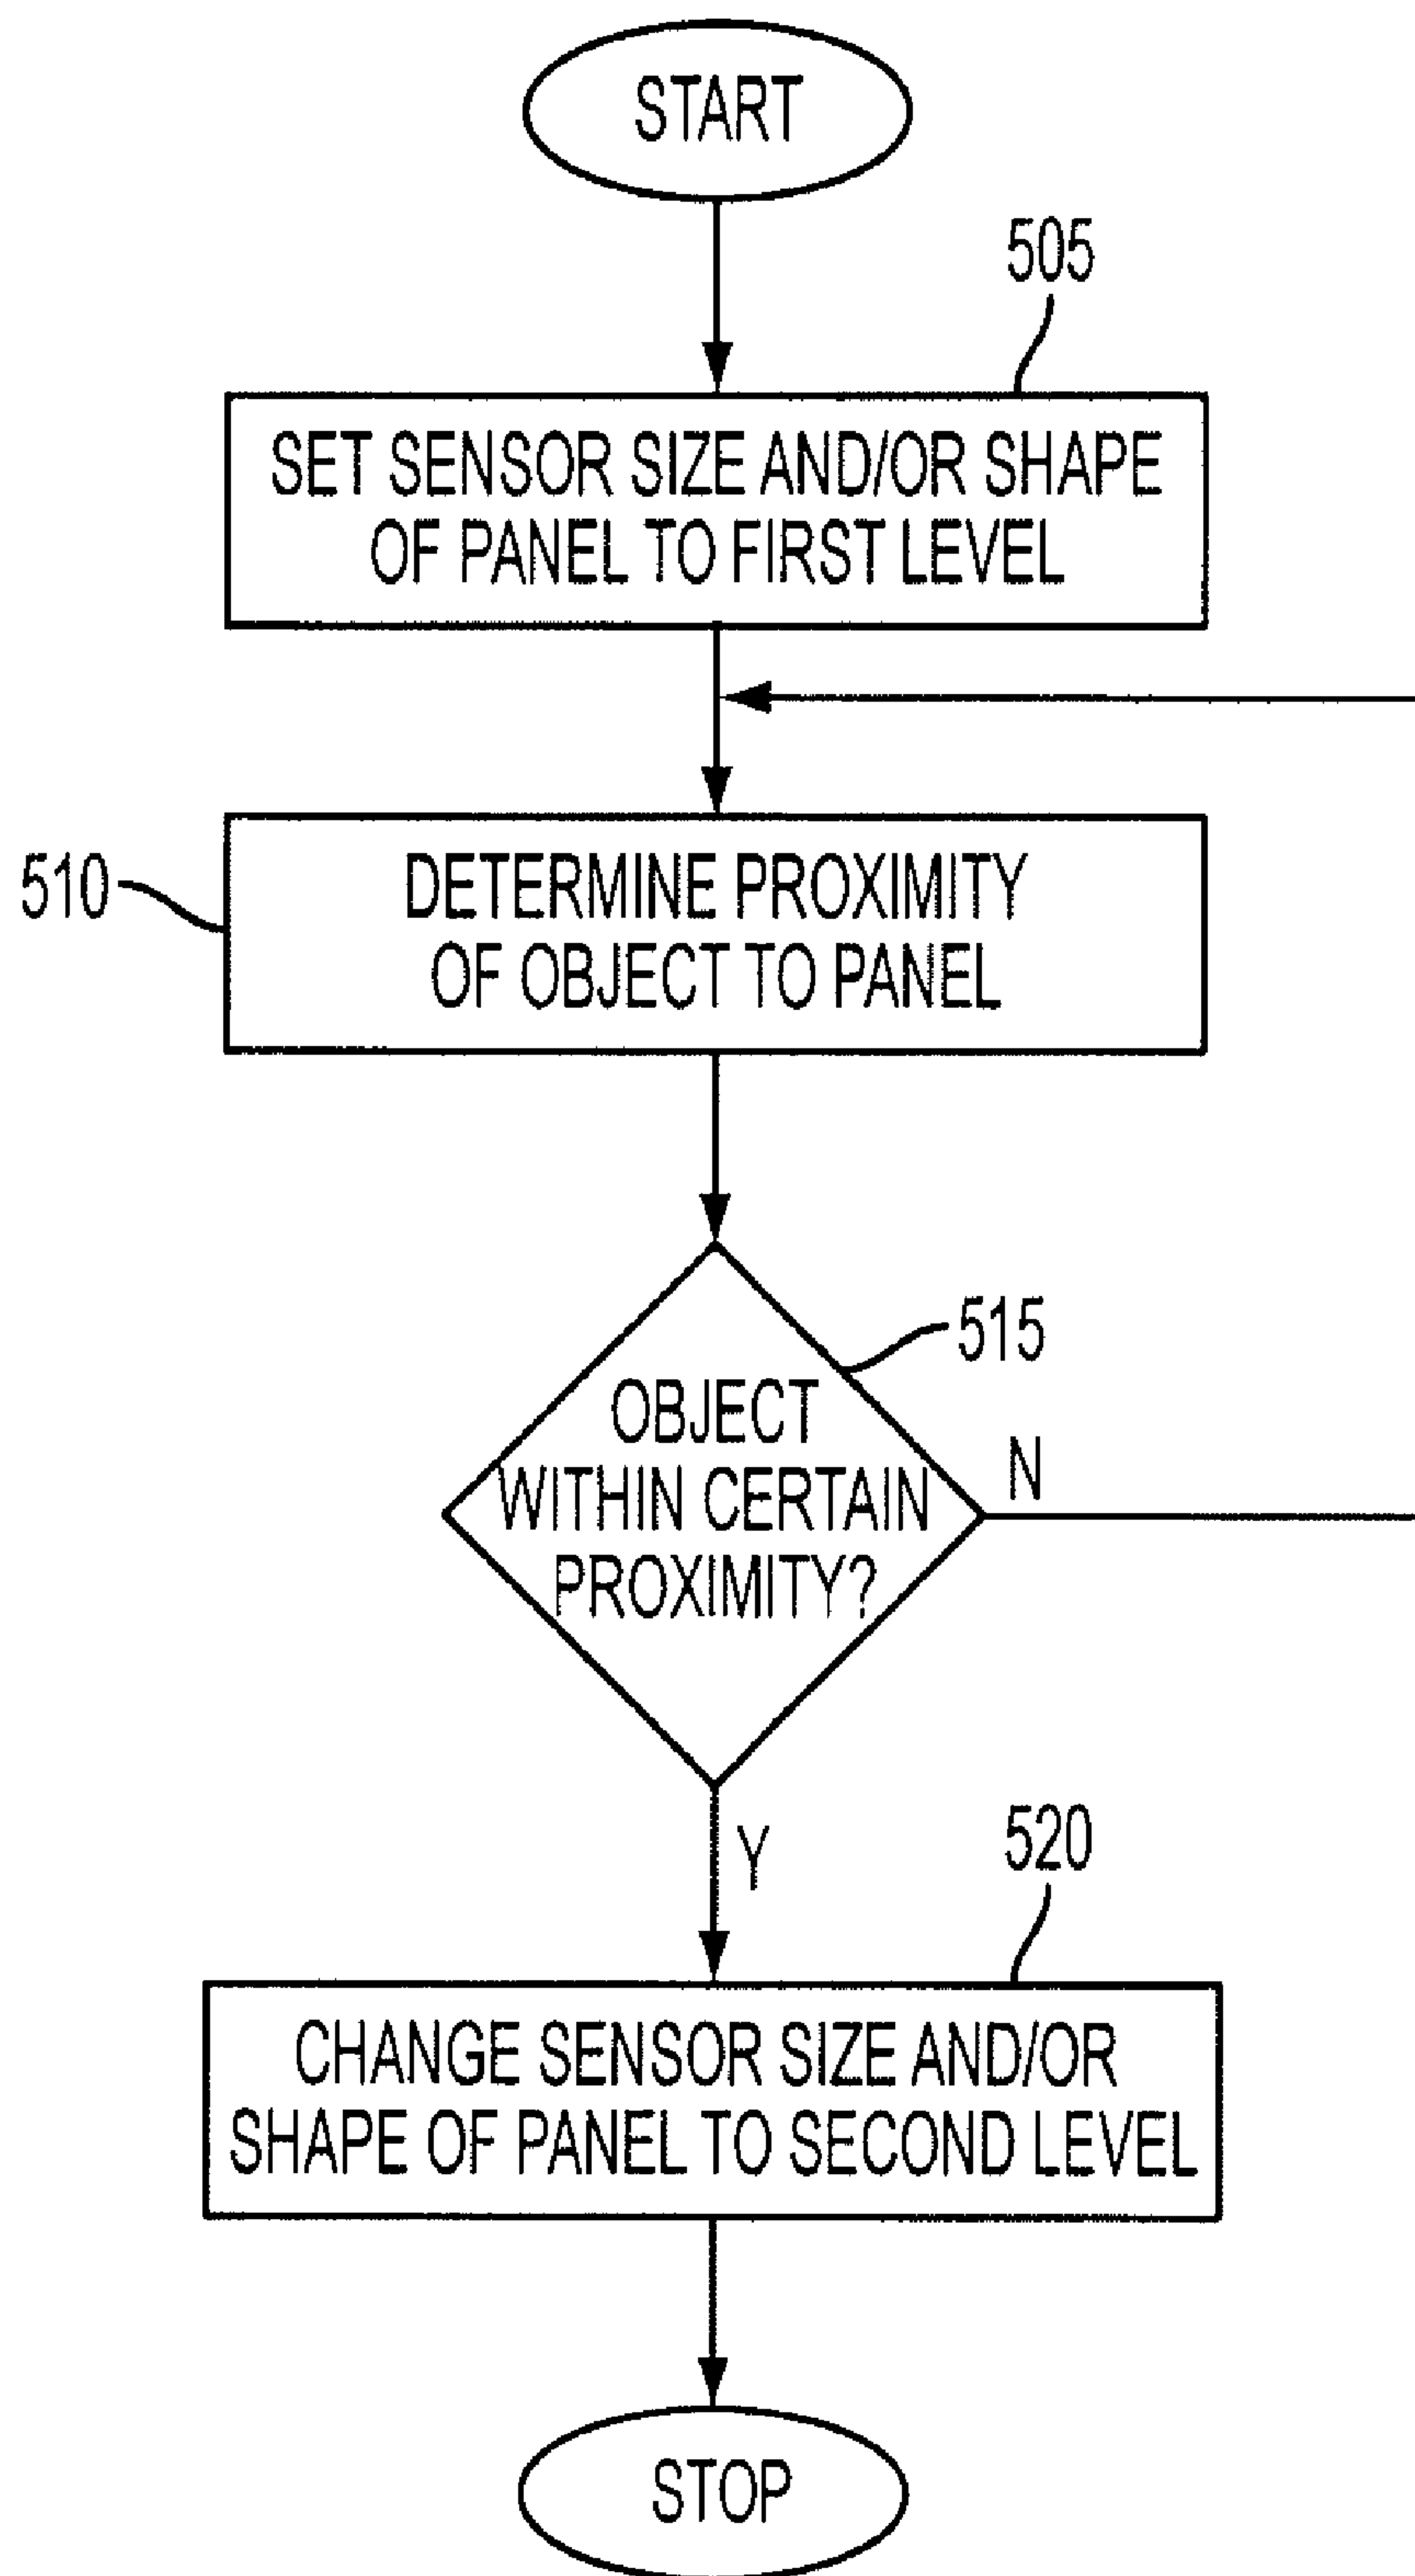 START
505
SET SENSOR SIZE AND/OR SHAPE
OF PANEL TO FIRST LEVEL
510
DETERMINE PROXIMITY
OF OBJECT TO PANEL
515
OBJECT
WITHIN CERTAIN
PROXIMITY?
N
Y
520
CHANGE SENSOR SIZE AND/OR
SHAPE OF PANEL TO SECOND LEVEL
STOP